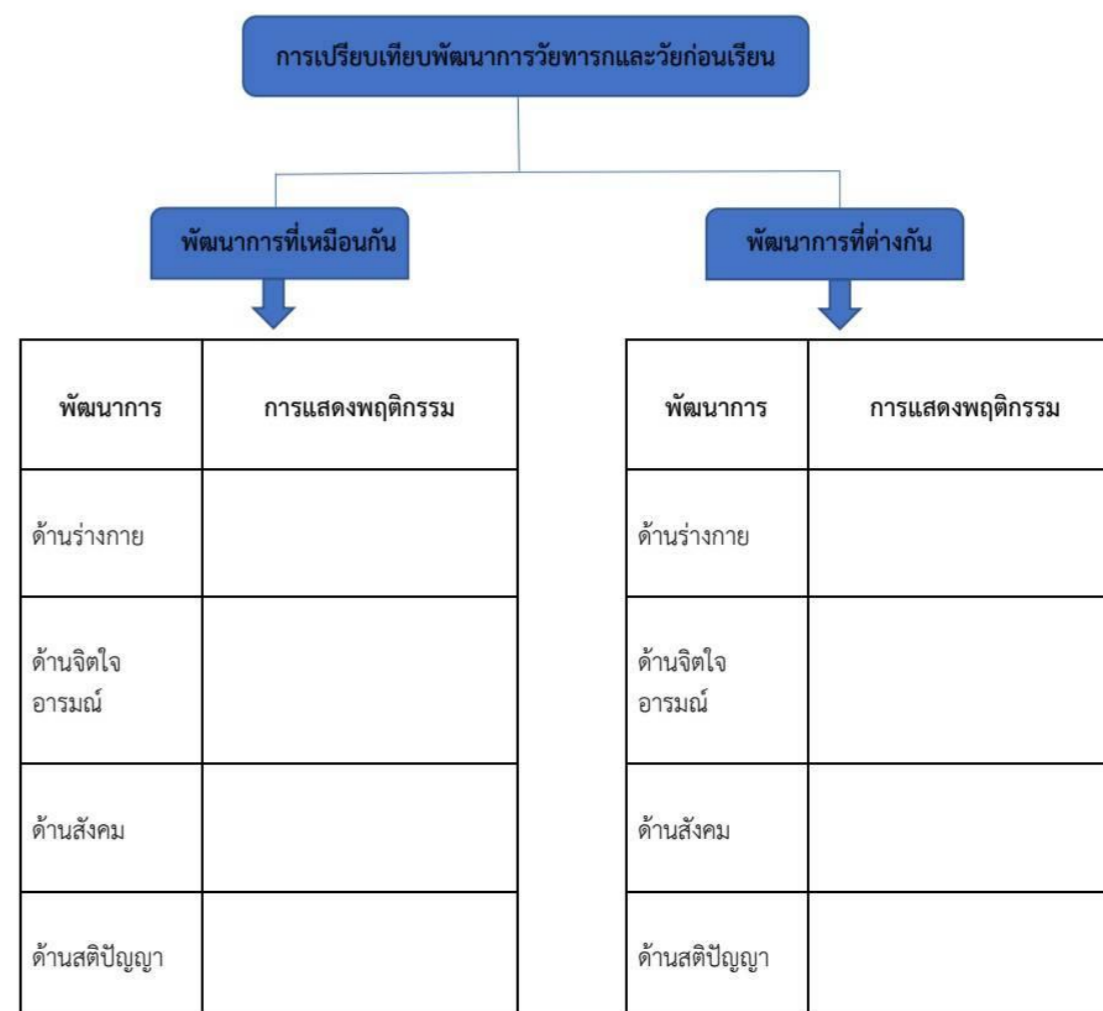 การเปรียบเทียบพัฒนาการวัยทารกและวัยก่อนเรียน
พัฒนาการที่เหมือนกัน
พัฒนาการ การแสดงพฤติกรรม
ด้านร่างกาย
ด้านจิตใจ
อารมณ์
ด้านสังคม
ด้านสติปัญญา
พัฒนาการที่ต่างกัน
พัฒนาการ การแสดงพฤติกรรม
ด้านร่างกาย
ด้านจิตใจ
อารมณ์
ด้านสังคม
ด้านสติปัญญา